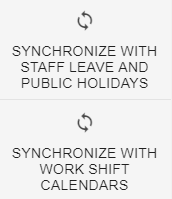 SYNCHRONIZE WITH
STAFF LEAVE AND
PUBLIC HOLIDAYS
SYNCHRONIZE WITH
WORK SHIFT
CALENDARS